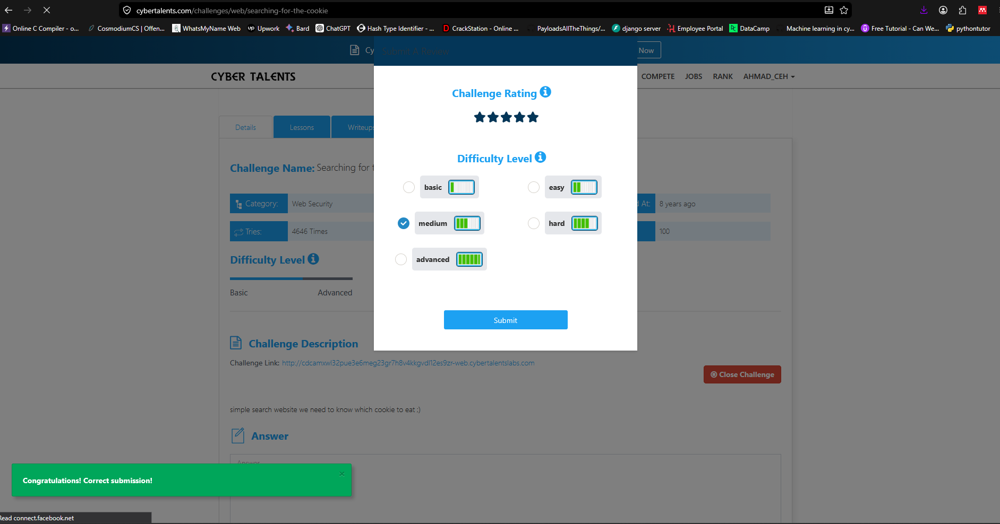 cybertalents.com/challenges/web/searching-for-the-cookie
Online C Compiler - o...
CosmodiumCS | Offen...
WhatsMyName Web
up
Upwork
Bard
ChatGPT
Hash Type Identifier - ...
D
CrackStation - Online ...
PayloadsAllTheThings/...
django server
Employee Portal
DataCamp
Machine learning in cy...
Free Tutorial - Can We...
pythontutor
Cy
Submit A Review
Now
CYBER TALENTS
COMPETE
JOBS
RANK
AHMAD_CEH
Challenge Rating
Details
Lessons
Writeups
Difficulty Level
Challenge Name: Searching for t
basic
easy
Category:
Web Security
d At:
8 years ago
medium
hard
Tries:
4646 Times
100
Difficulty Level
advanced
Basic
Advanced
Submit
Challenge Description
Challenge Link: http://cdcamxwl32pue3e6meg23gr7h8v4kkgvdl12es9zr-web.cybertalentslabs.com
Close Challenge
simple search website we need to know which cookie to eat ;)
Answer
Answer
×
Congratulations! Correct submission!
Read connect.facebook.net